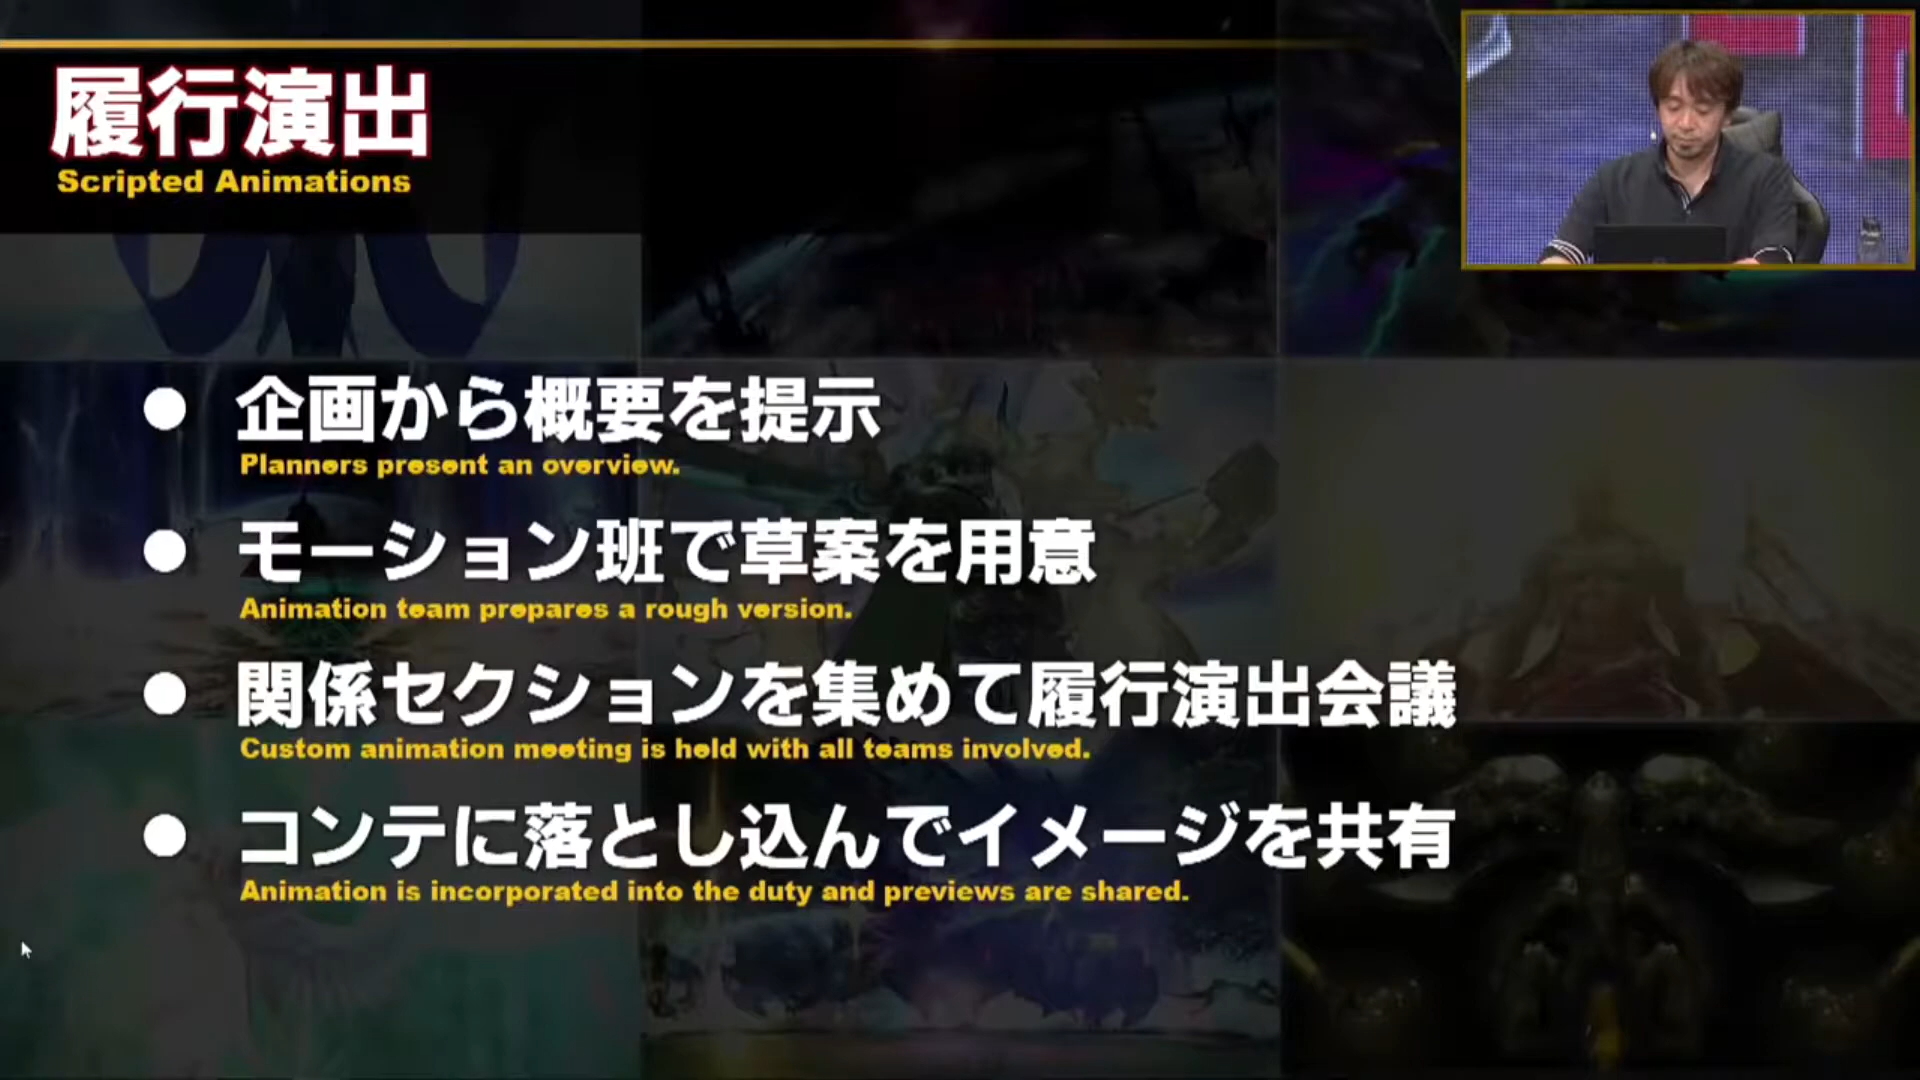 履行演出
Scripted Animations
● 企画から概要を提示
Planners present an overview.
● モーション班で草案を用意
Animation team prepares a rough version.
● 関係セクションを集めて履行演出会議
Custom animation meeting is held with all teams involved.
● コンテに落とし込んでイメージを共有
Animation is incorporated into the duty and previews are shared.